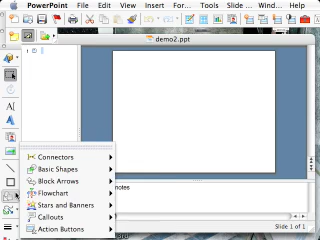 PowerPoint File Edit View Insert For... Tools Slide ... Wind... Help
demo2.ppt
1
A
Connectors
Basic Shapes
Block Arrows
Flowchart
Stars and Banners
Callouts
Action Buttons
notes
Slide 1 of 1